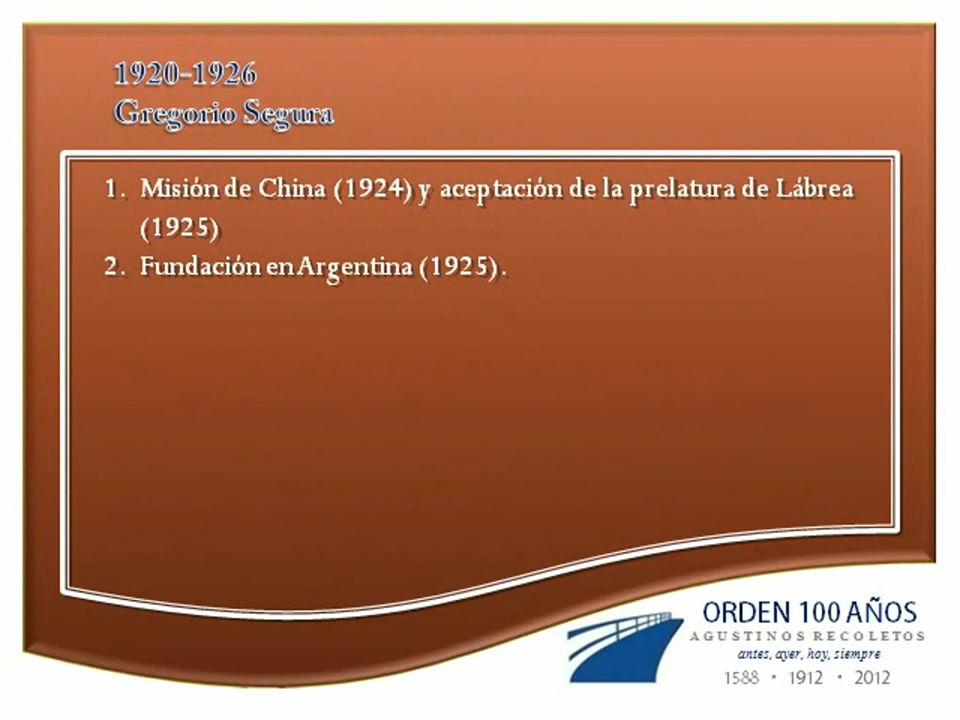 1920-1926
Gregorio Segura
1. Misión de China (1924) y aceptación de la prelatura de Lábrea
(1925)
2. Fundación en Argentina (1925).
ORDEN 100 AÑOS
AGUSTINOS RECOLETOS
antes, ayer, hoy, siempre
1588 • 1912 • 2012